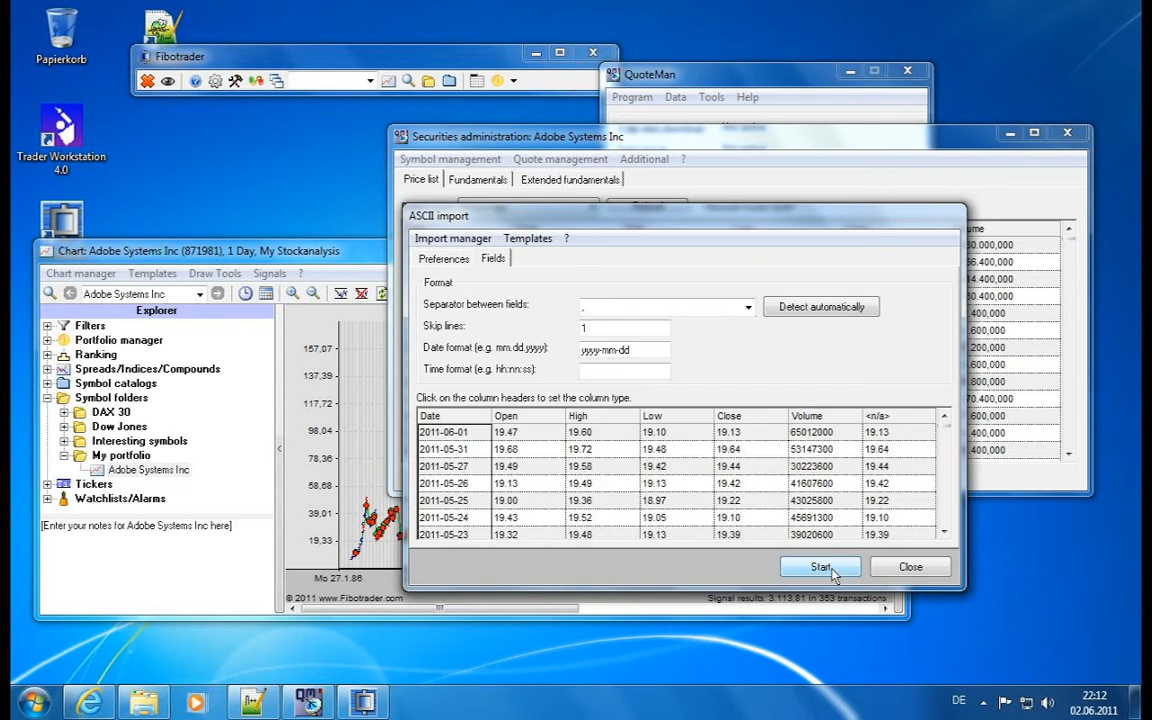 Papierkorb
Trader Workstation
4.0
Fibotrader
QuoteMan
Program Data Tools Help
Securities administration: Adobe Systems Inc
Symbol management Quote management Additional ?
Price list Fundamentals Extended fundamentals
ASCII import
Import manager Templates ?
Preferences Fields
Format
Separator between fields: , Detect automatically
Skip lines: 1
Date format (e.g. mm.dd.yyyy): yyyy-mm-dd
Time format (e.g. hh:nn:ss):
Click on the column headers to set the column type.
Date Open High Low Close Volume <n/a>
2011-06-01 19.47 19.60 19.10 19.13 65012000 19.13
2011-05-31 19.68 19.72 19.48 19.64 53147300 19.64
2011-05-27 19.49 19.58 19.42 19.44 30223600 19.44
2011-05-26 19.13 19.49 19.13 19.42 41607600 19.42
2011-05-25 19.00 19.36 18.97 19.22 43025800 19.22
2011-05-24 19.43 19.52 19.05 19.10 45691300 19.10
2011-05-23 19.32 19.48 19.13 19.39 39020600 19.39
Start Close
Chart: Adobe Systems Inc (871981), 1 Day, My Stockanalysis
Chart manager Templates Draw Tools Signals ?
Adobe Systems Inc
Explorer
Filters
Portfolio manager
Ranking
Spreads/Indices/Compounds
Symbol catalogs
Symbol folders
DAX 30
Dow Jones
Interesting symbols
My portfolio
Adobe Systems Inc
Tickers
Watchlists/Alarms
[Enter your notes for Adobe Systems Inc here]
157,07
137,39
117,72
98,04
78,36
58,68
39,01
19,33
Mo 27.1.86
© 2011 www.Fibotrader.com
Signal results: 3.113,81 in 353 transactions
DE
22:12
02.06.2011